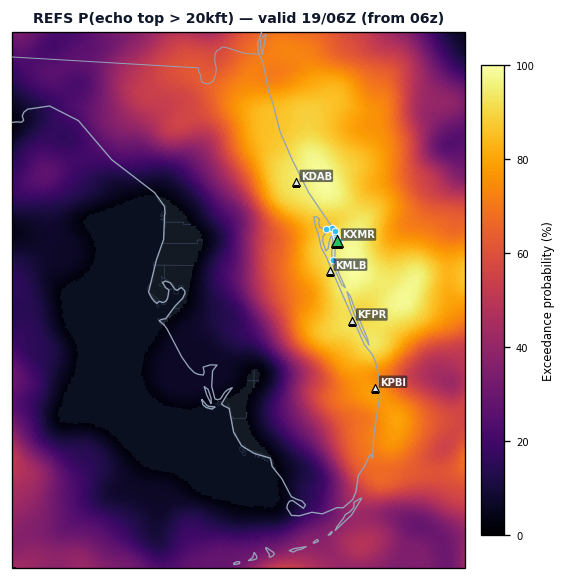 REFS P(echo top > 20kft) — valid 19/06Z (from 06z)
KDAB
KXMR
KMLB
KFPR
KPBI
100
80
60
40
20
0
Exceedance probability (%)